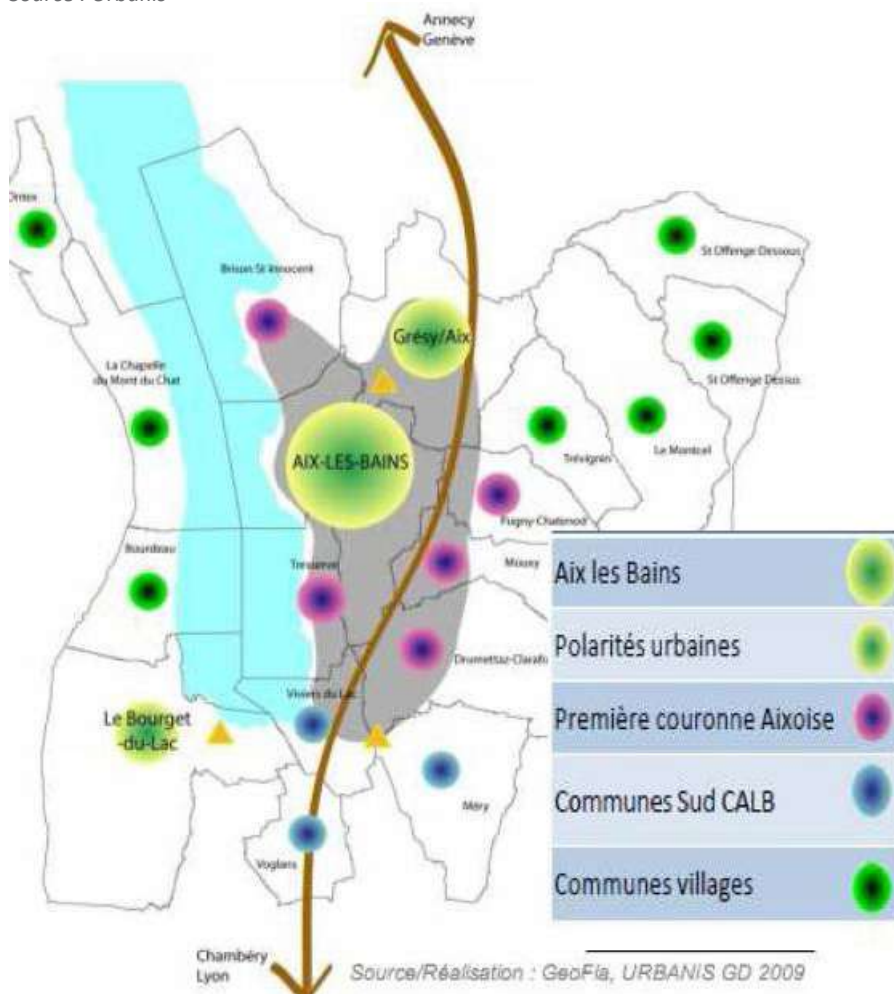 Annecy
Genève
Ontex
St Offenge Dessous
Brison St Innocent
Grésy/Aix
La Chapelle
du Mont du Chat
St Offenge Dessus
AIX-LES-BAINS
Trévignin
Le Montcel
Pugny-Chatenod
Bourdeau
Tresserve
Mouxy
Aix les Bains
Drumettaz-Clarafo
Polarités urbaines
Viviers du Lac
Le Bourget
-du-Lac
Première couronne Aixoise
Méry
Communes Sud CALB
Voglans
Communes villages
Chambéry
Lyon
Source/Réalisation : GeoFla, URBANIS GD 2009